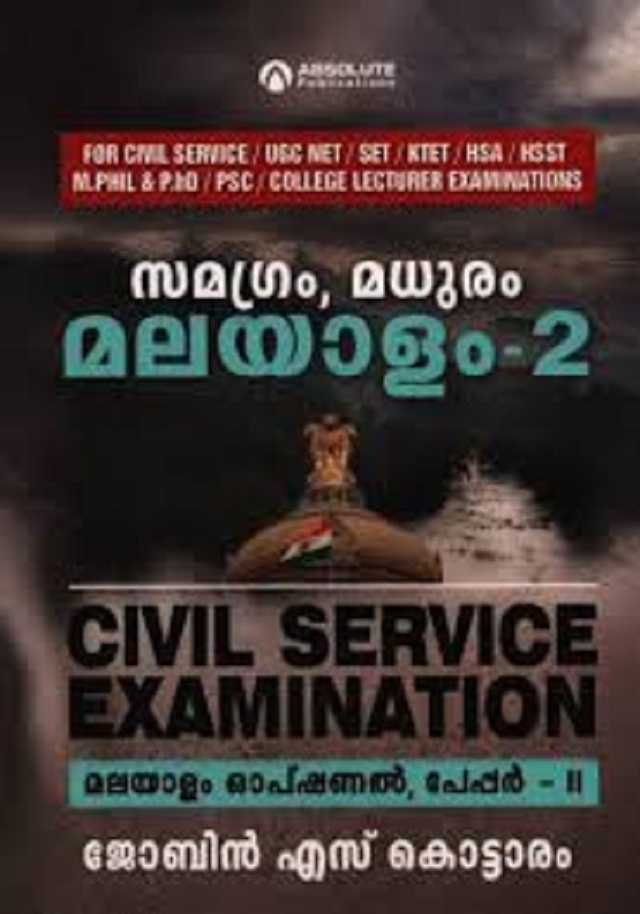 ABSOLUTE
Publications
FOR CIVIL SERVICE / UGC NET / SET / KTET / HSA / HSST
M.PHIL & P.hD / PSC / COLLEGE LECTURER EXAMINATIONS
സമഗ്രം, മധുരം
മലയാളം-2
CIVIL SERVICE
EXAMINATION
മലയാളം ഓപ്ഷണൽ, പേപ്പർ - II
ജോബിൻ എസ് കൊട്ടാരം